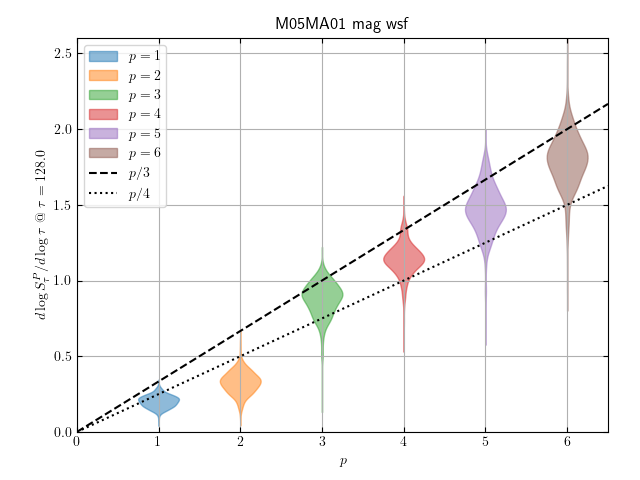 M05MA01 mag wsf
d log S_τ^P / d log τ @ τ = 128.0
2.5
2.0
1.5
1.0
0.5
0.0
p = 1
p = 2
p = 3
p = 4
p = 5
p = 6
p/3
p/4
0 1 2 3 4 5 6
p